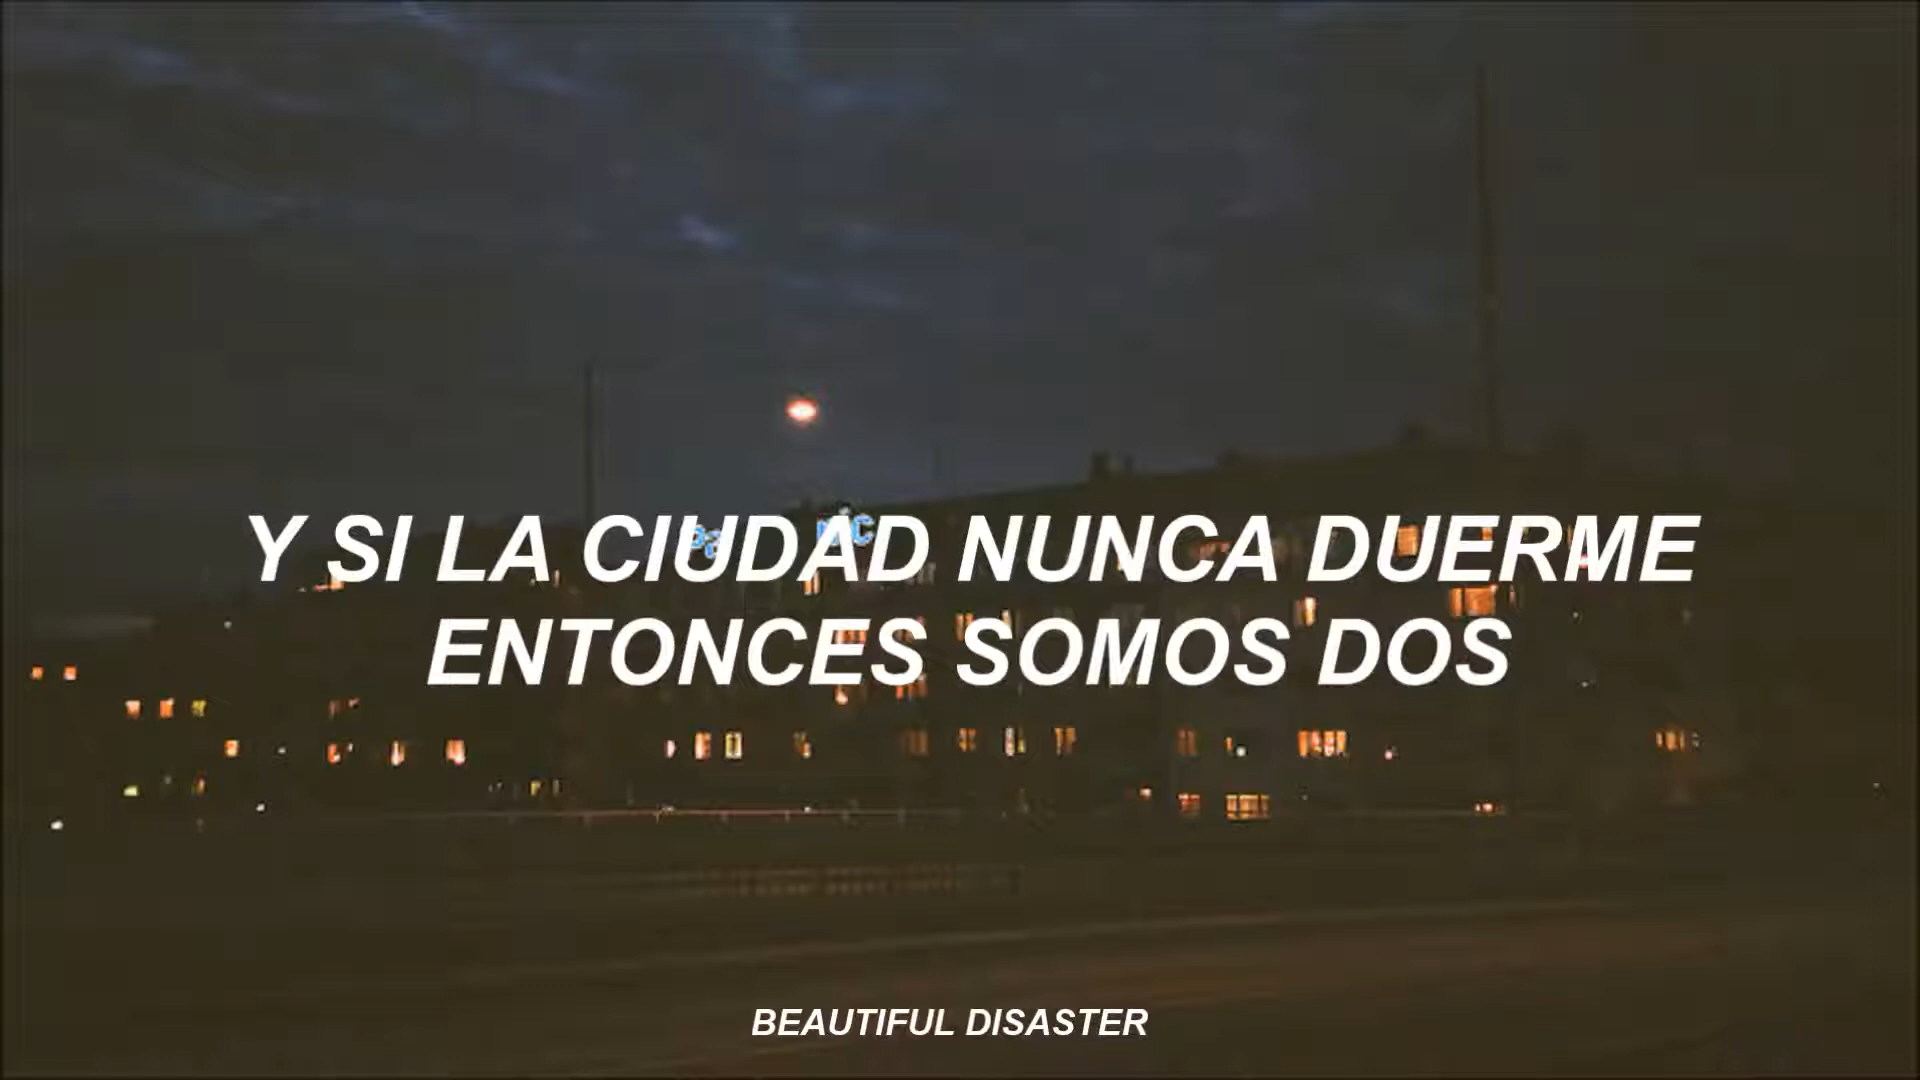 Y SI LA CIUDAD NUNCA DUERME
ENTONCES SOMOS DOS
BEAUTIFUL DISASTER